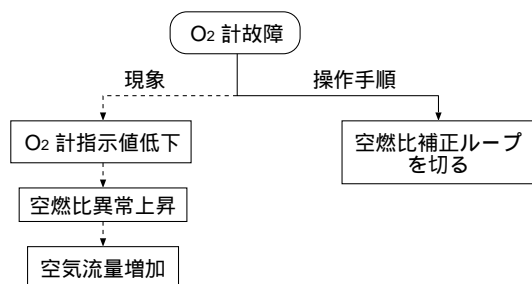 O2 計故障
現象
操作手順
O2 計指示値低下
空燃比補正ループ
を切る
空燃比異常上昇
空気流量増加